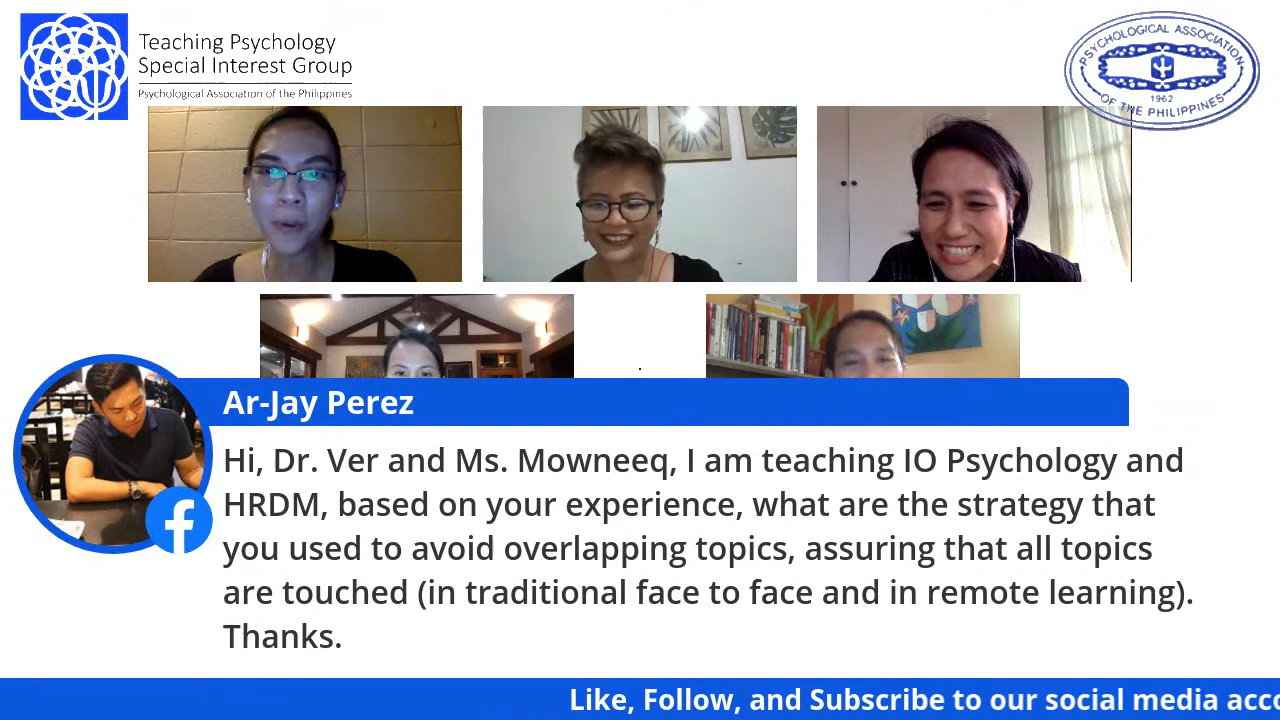 Teaching Psychology
Special Interest Group
Psychological Association of the Philippines
PSYCHOLOGICAL ASSOCIATION
1962
OF THE PHILIPPINES
Ar-Jay Perez
Hi, Dr. Ver and Ms. Mowneeq, I am teaching IO Psychology and
HRDM, based on your experience, what are the strategy that
you used to avoid overlapping topics, assuring that all topics
are touched (in traditional face to face and in remote learning).
Thanks.
Like, Follow, and Subscribe to our social media acco